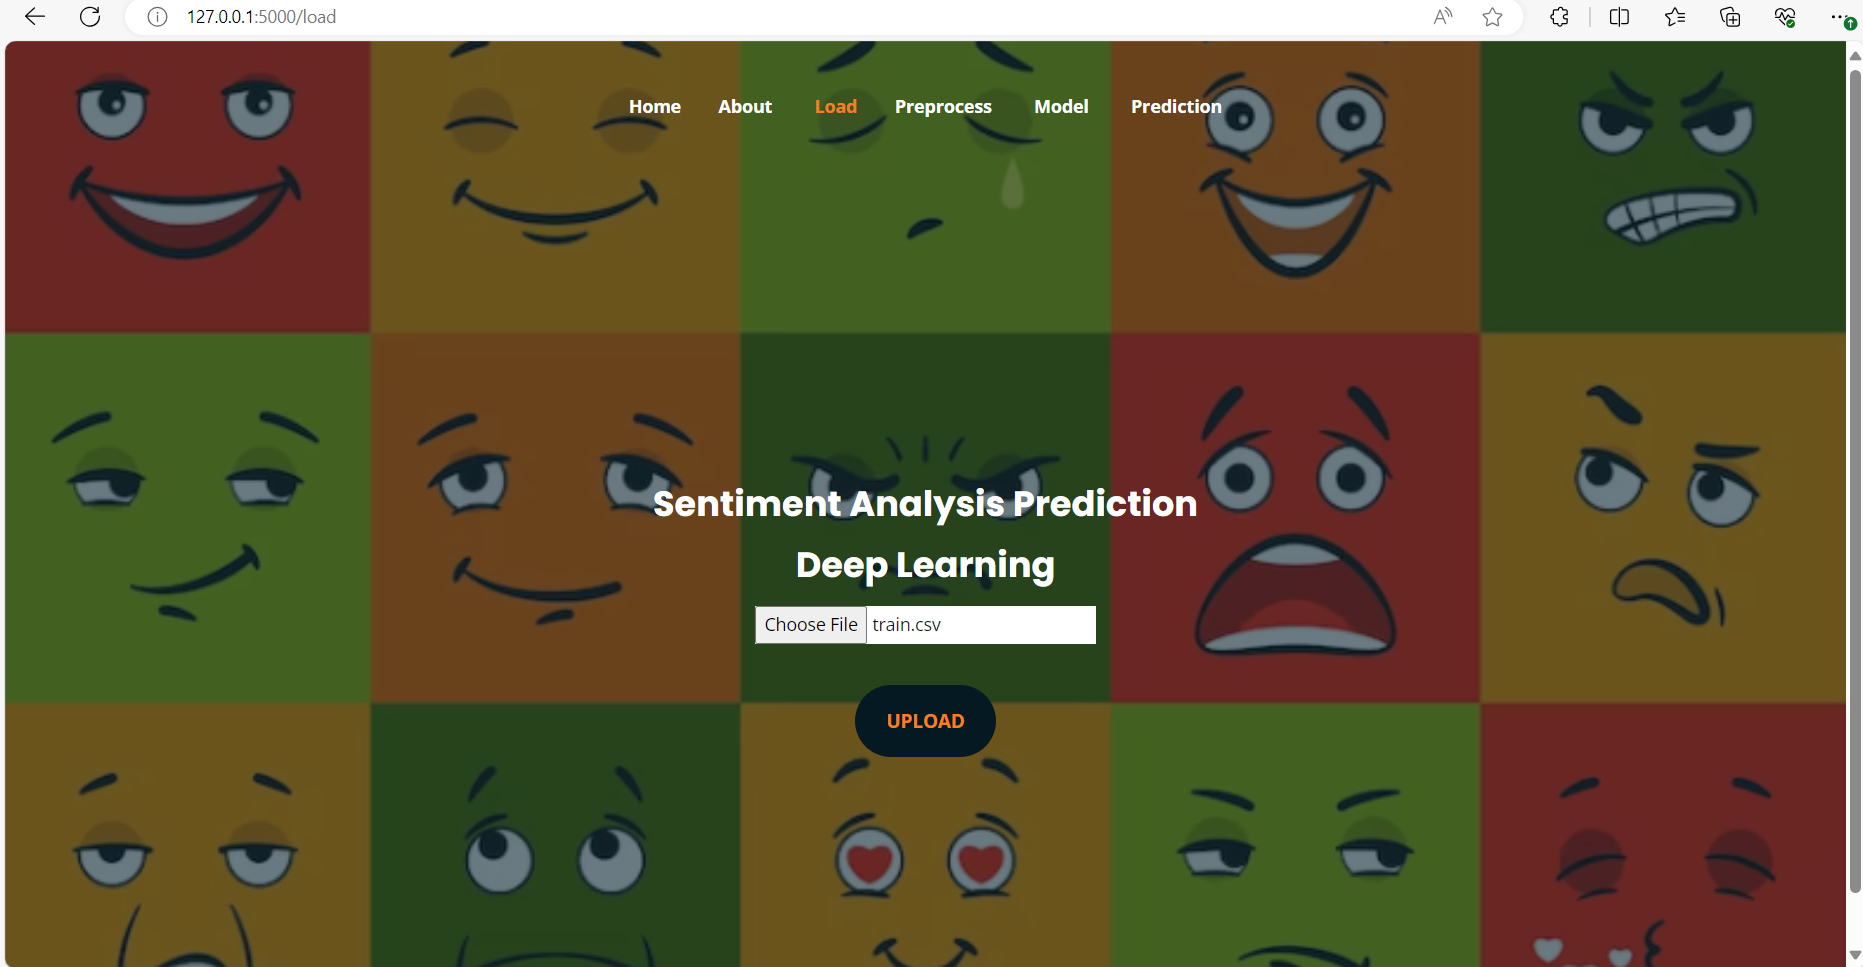 127.0.0.1:5000/load
Home About Load Preprocess Model Prediction
Sentiment Analysis Prediction
Deep Learning
Choose File train.csv
UPLOAD